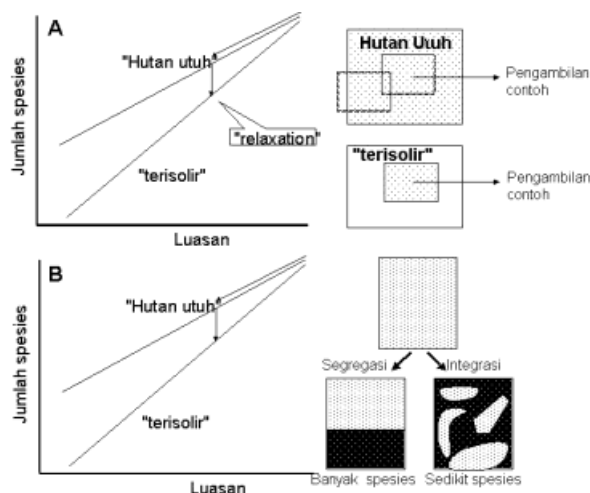 A
"Hutan utuh"
"relaxation"
"terisolir"
Jumlah spesies
Luasan
Hutan Utuh
Pengambilan
contoh
"terisolir"
Pengambilan
contoh
B
"Hutan utuh"
"terisolir"
Jumlah spesies
Luasan
Segregasi
Integrasi
Banyak spesies
Sedikit spesies